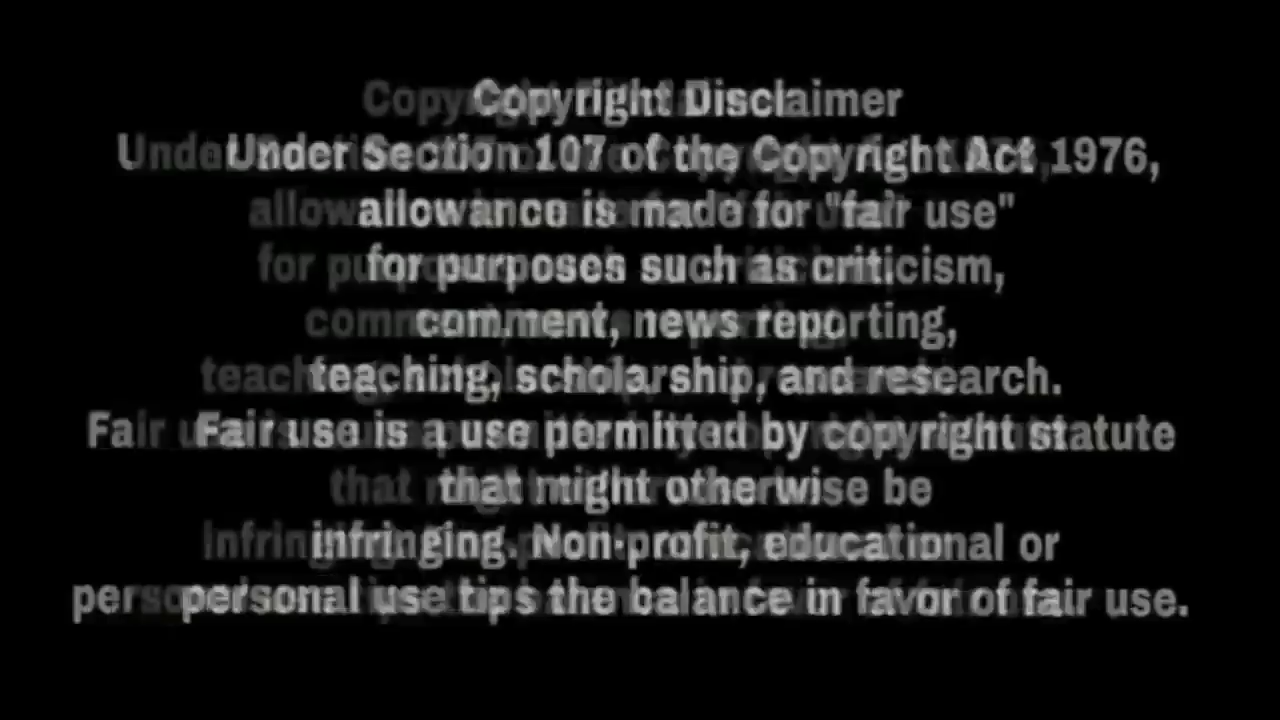 Copyright Disclaimer
Under Section 107 of the Copyright Act 1976,
allowance is made for "fair use"
for purposes such as criticism,
comment, news reporting,
teaching, scholarship, and research.
Fair use is a use permitted by copyright statute
that might otherwise be
infringing. Non-profit, educational or
personal use tips the balance in favor of fair use.